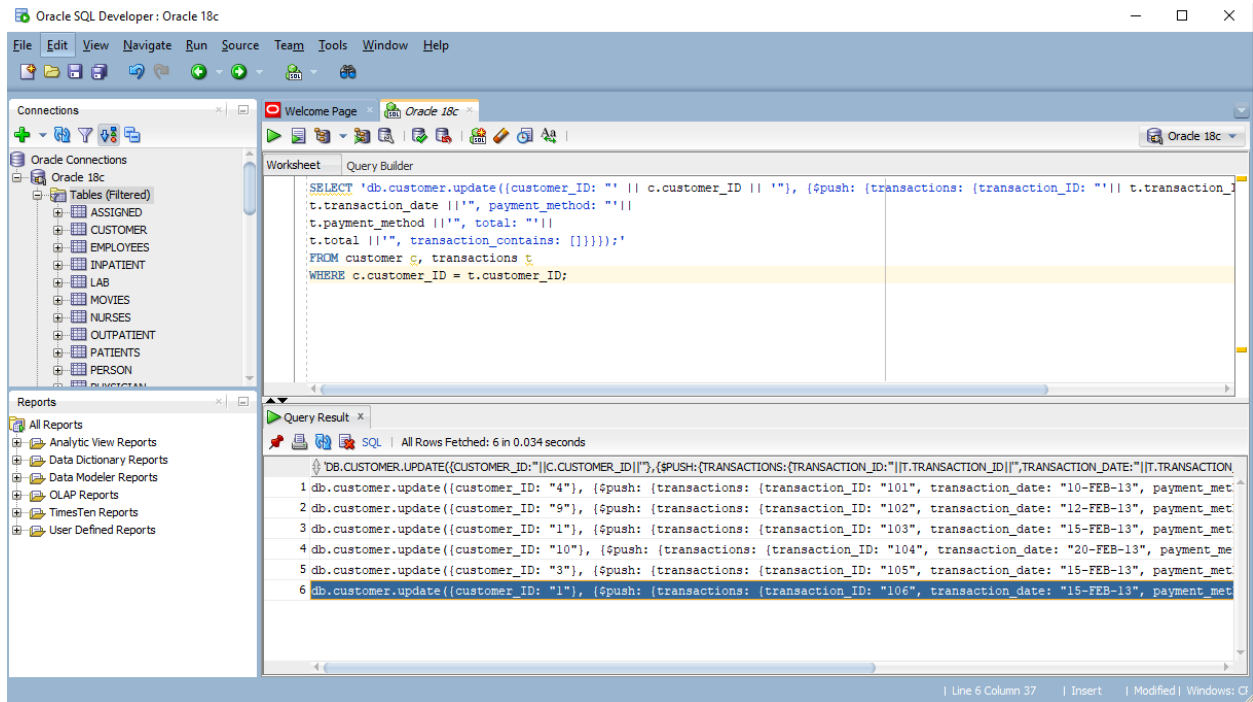 Oracle SQL Developer : Oracle 18c
File Edit View Navigate Run Source Team Tools Window Help
Connections
Oracle Connections
Oracle 18c
Tables (Filtered)
ASSIGNED
CUSTOMER
EMPLOYEES
INPATIENT
LAB
MOVIES
NURSES
OUTPATIENT
PATIENTS
PERSON
Reports
All Reports
Analytic View Reports
Data Dictionary Reports
Data Modeler Reports
OLAP Reports
TimesTen Reports
User Defined Reports
Welcome Page Oracle 18c
Oracle 18c
Worksheet Query Builder
SELECT 'db.customer.update({customer_ID: "' || c.customer_ID || '"}, {$push: {transactions: {transaction_ID: "'|| t.transaction_I
t.transaction_date ||'", payment_method: "'||
t.payment_method ||'", total: "'||
t.total ||'", transaction_contains: []}}});'
FROM customer c, transactions t
WHERE c.customer_ID = t.customer_ID;
Query Result
SQL | All Rows Fetched: 6 in 0.034 seconds
'DB.CUSTOMER.UPDATE({CUSTOMER_ID:"'||C.CUSTOMER_ID||'"},{$PUSH:{TRANSACTIONS:{TRANSACTION_ID:"'||T.TRANSACTION_ID||'",TRANSACTION_DATE:"'||T.TRANSACTION_
1 db.customer.update({customer_ID: "4"}, {$push: {transactions: {transaction_ID: "101", transaction_date: "10-FEB-13", payment_met
2 db.customer.update({customer_ID: "9"}, {$push: {transactions: {transaction_ID: "102", transaction_date: "12-FEB-13", payment_met
3 db.customer.update({customer_ID: "1"}, {$push: {transactions: {transaction_ID: "103", transaction_date: "15-FEB-13", payment_met
4 db.customer.update({customer_ID: "10"}, {$push: {transactions: {transaction_ID: "104", transaction_date: "20-FEB-13", payment_me
5 db.customer.update({customer_ID: "3"}, {$push: {transactions: {transaction_ID: "105", transaction_date: "15-FEB-13", payment_met
6 db.customer.update({customer_ID: "1"}, {$push: {transactions: {transaction_ID: "106", transaction_date: "15-FEB-13", payment_met
| Line 6 Column 37 | Insert | Modified | Windows: